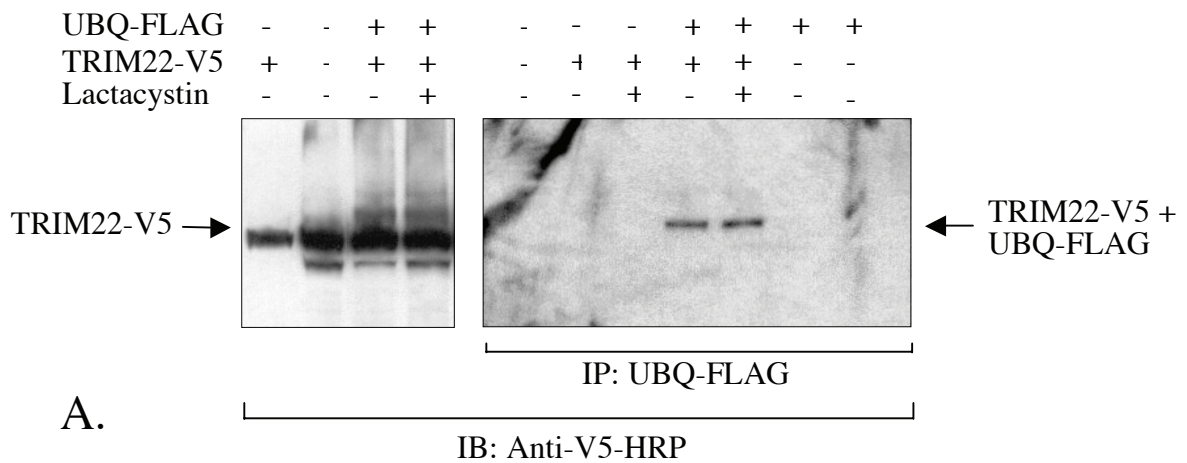 UBQ-FLAG - - + + - - - + + + +
TRIM22-V5 + - + + - + + + + - -
Lactacystin - - - + - - + - + - -
TRIM22-V5
TRIM22-V5 +
UBQ-FLAG
IP: UBQ-FLAG
A.
IB: Anti-V5-HRP